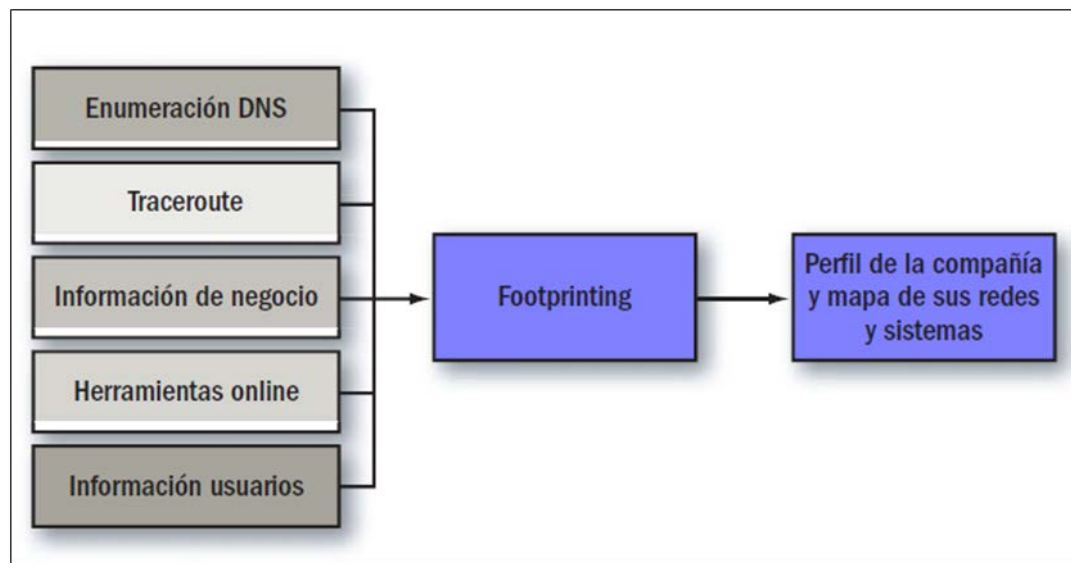 Enumeración DNS
Traceroute
Información de negocio
Herramientas online
Información usuarios
Footprinting
Perfil de la compañía
y mapa de sus redes
y sistemas